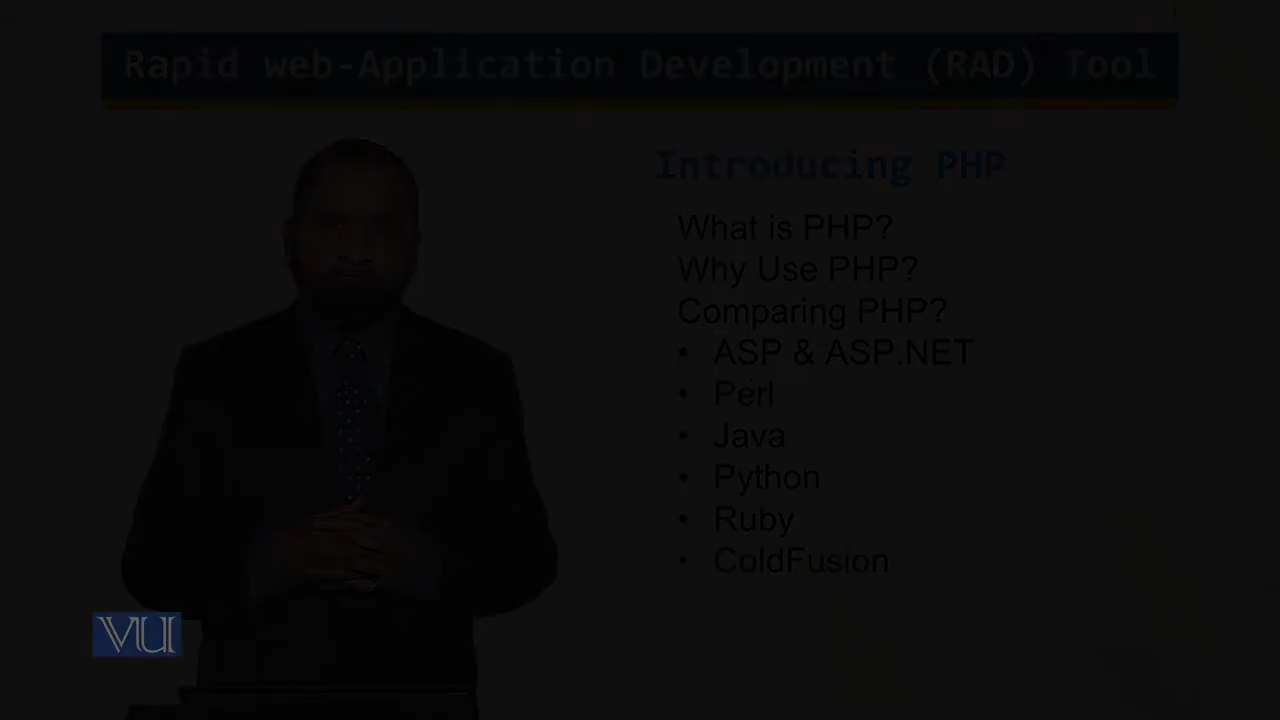 Rapid web-Application Development (RAD) Tool
Introducing PHP
What is PHP?
Why Use PHP?
Comparing PHP?
• ASP & ASP.NET
• Perl
• Java
• Python
• Ruby
• ColdFusion
VU